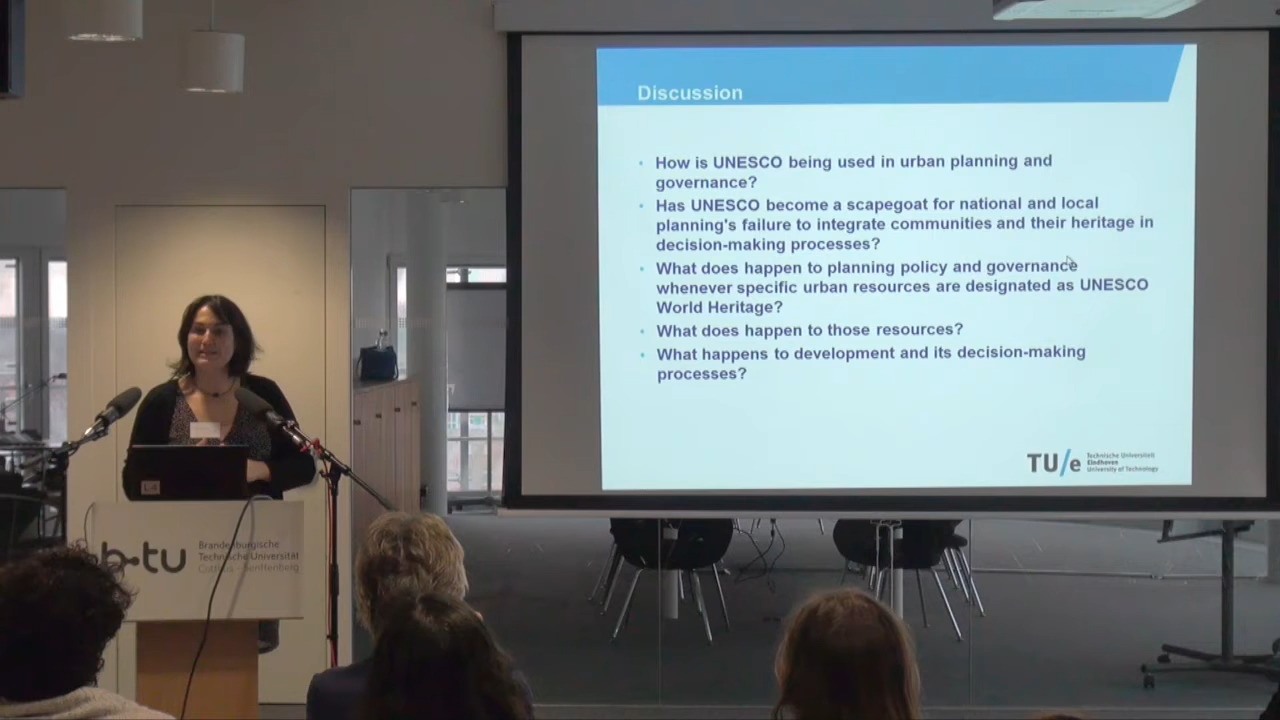 Discussion
How is UNESCO being used in urban planning and
governance?
Has UNESCO become a scapegoat for national and local
planning's failure to integrate communities and their heritage in
decision-making processes?
What does happen to planning policy and governance
whenever specific urban resources are designated as UNESCO
World Heritage?
What does happen to those resources?
What happens to development and its decision-making
processes?
TU/e
Technische Universiteit
Eindhoven
University of Technology
b-tu
Brandenburgische
Technische Universität
Cottbus - Senftenberg